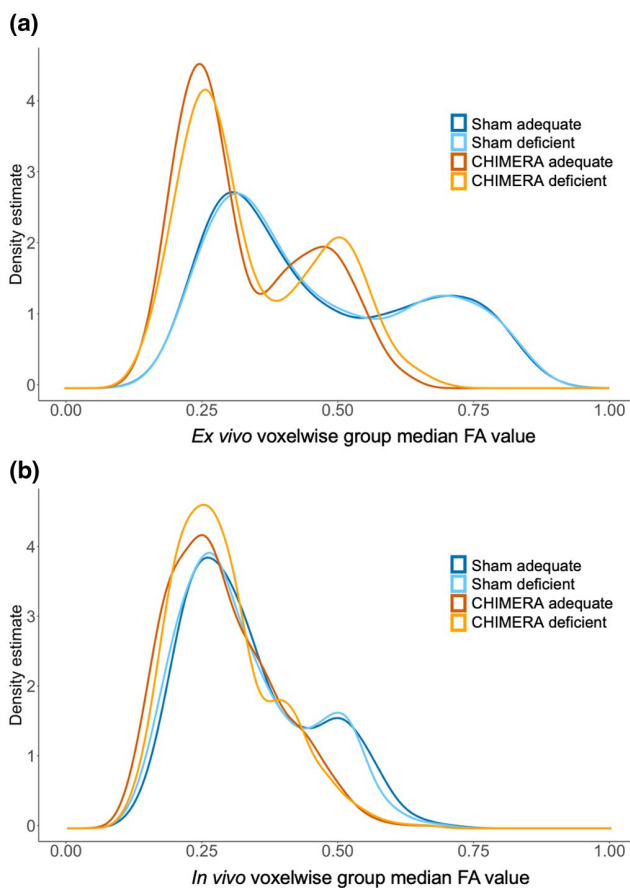 (a)
Density estimate
4
3
2
1
0
Sham adequate
Sham deficient
CHIMERA adequate
CHIMERA deficient
0.00 0.25 0.50 0.75 1.00
Ex vivo voxelwise group median FA value
(b)
Density estimate
4
3
2
1
0
Sham adequate
Sham deficient
CHIMERA adequate
CHIMERA deficient
0.00 0.25 0.50 0.75 1.00
In vivo voxelwise group median FA value